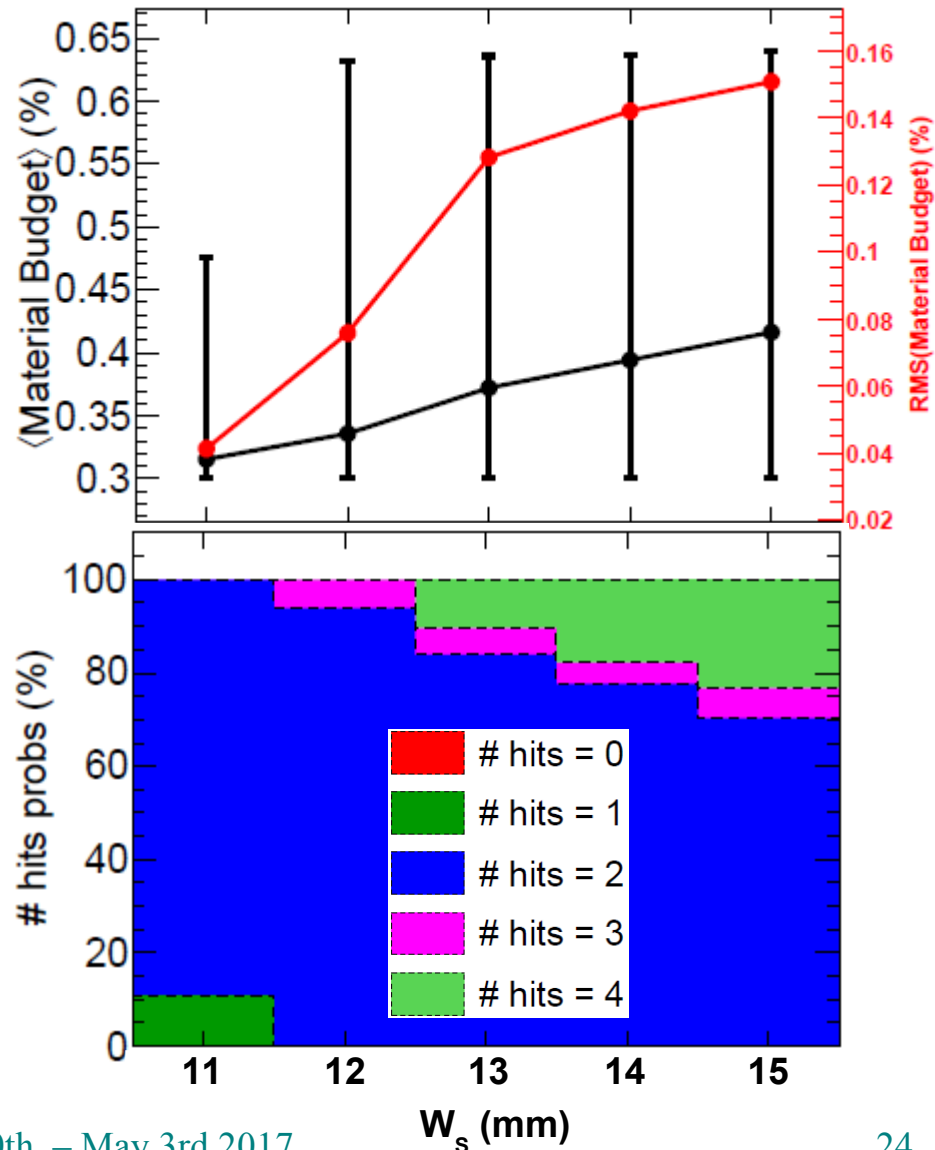 ⟨Material Budget⟩ (%)
0.65
0.6
0.55
0.5
0.45
0.4
0.35
0.3
0.16
0.14
0.12
0.1
0.08
0.06
0.04
0.02
RMS(Material Budget) (%)
# hits probs (%)
100
80
60
40
20
0
# hits = 0
# hits = 1
# hits = 2
# hits = 3
# hits = 4
11 12 13 14 15
Ws (mm)
0th – May 3rd 2017 24